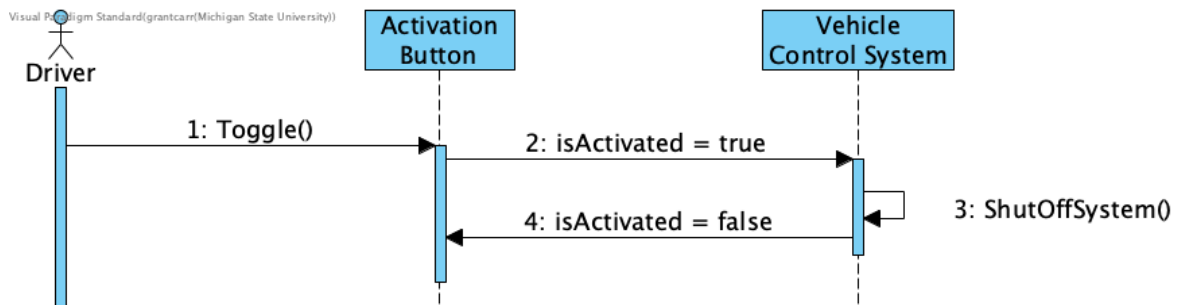 Visual Paradigm Standard(grantcarr(Michigan State University))
Driver
Activation
Button
Vehicle
Control System
1: Toggle()
2: isActivated = true
3: ShutOffSystem()
4: isActivated = false